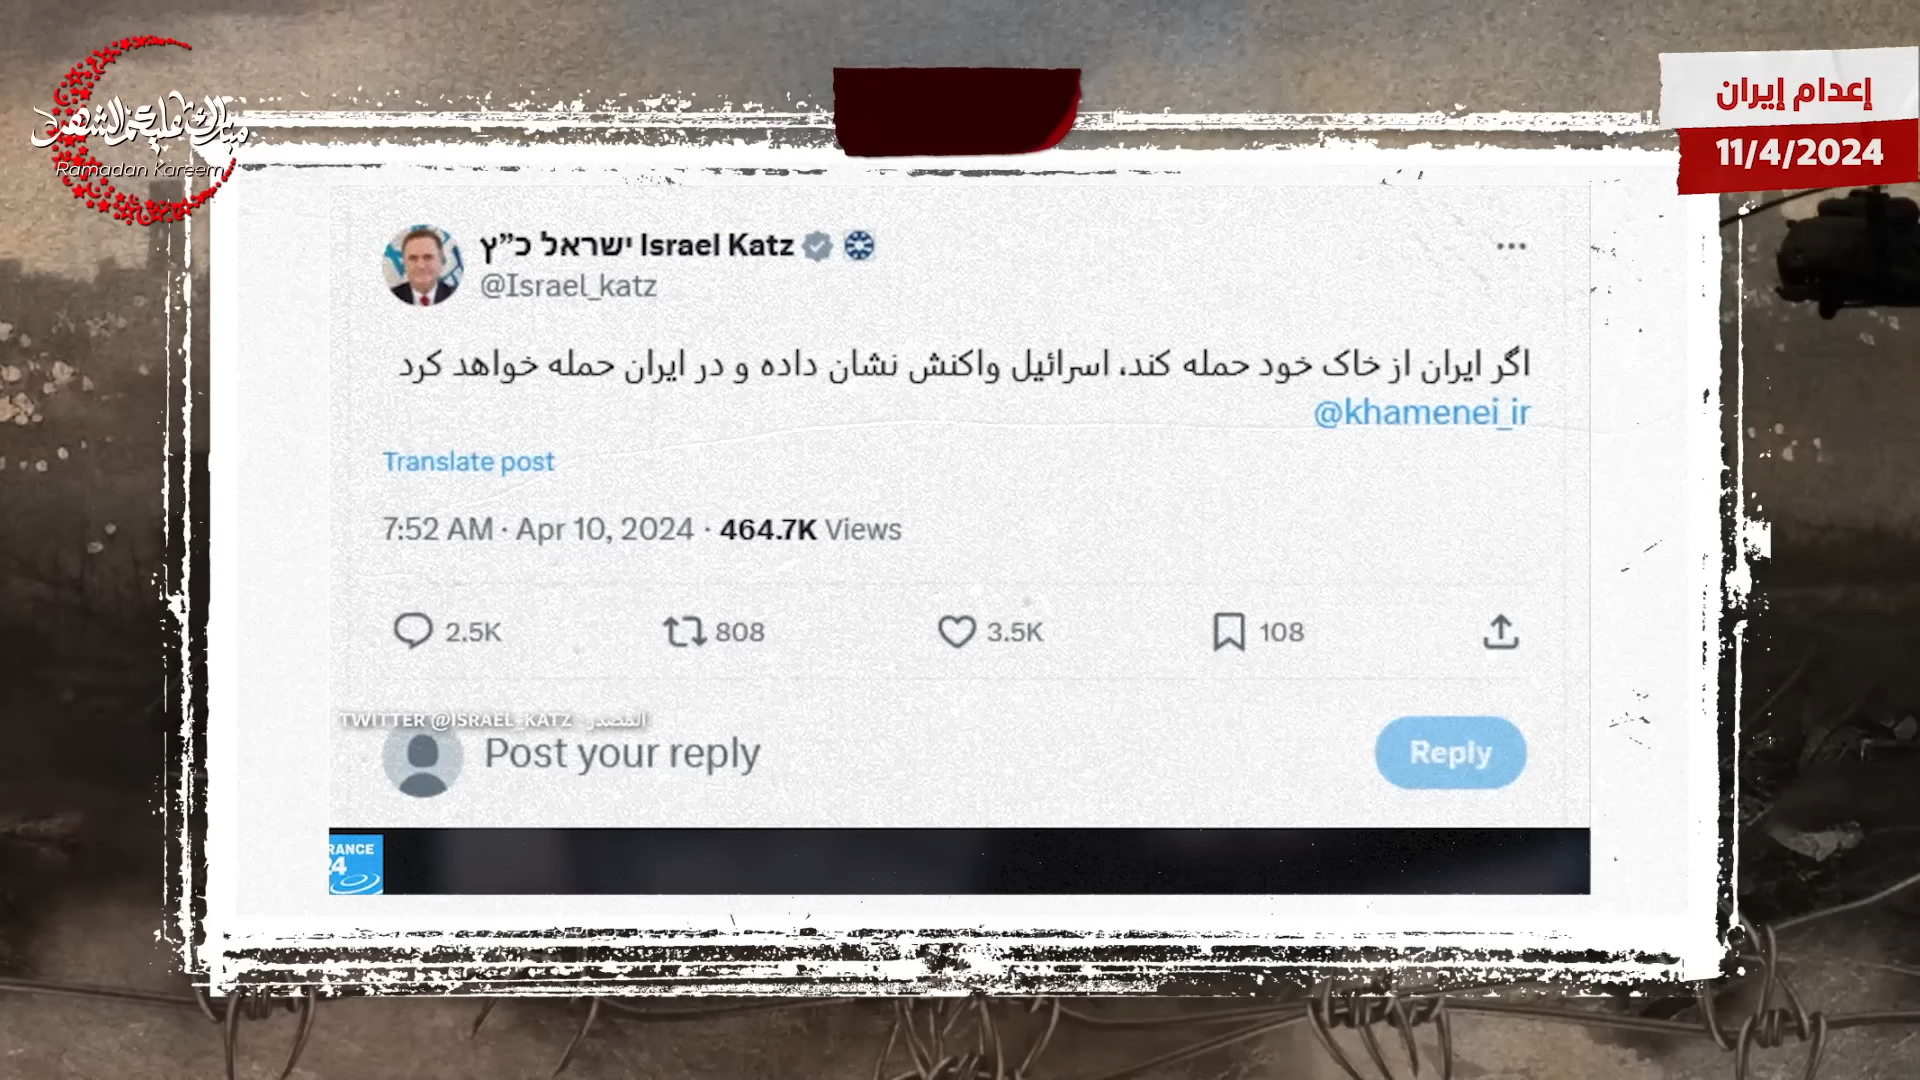 مبارك عليكم الشهر
Ramadan Kareem
إعدام إيران
11/4/2024
ישראל כ”ץ Israel Katz
@Israel_katz
اگر ایران از خاک خود حمله کند، اسرائیل واکنش نشان داده و در ایران حمله خواهد کرد
@khamenei_ir
Translate post
7:52 AM · Apr 10, 2024 · 464.7K Views
2.5K 808 3.5K 108
TWITTER @ISRAEL_KATZ المصدر:
Post your reply
Reply
RANCE
24